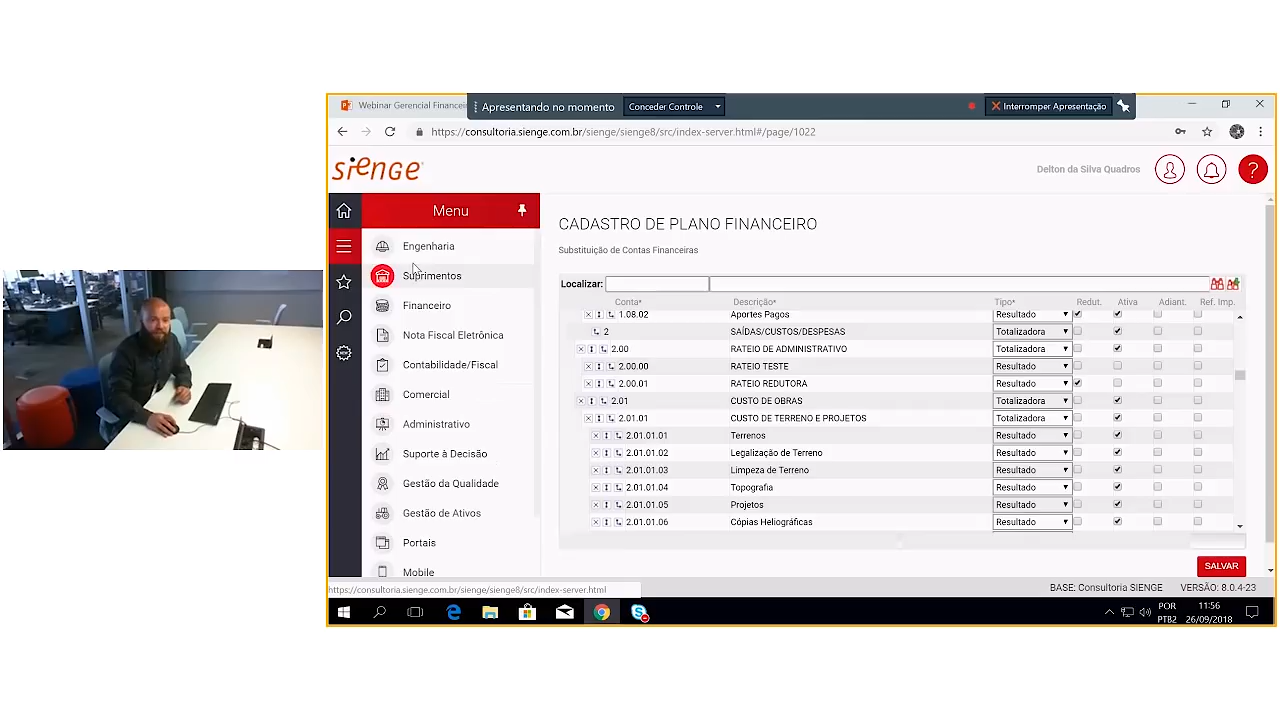 Webinar Gerencial Financei
Apresentando no momento
Conceder Controle
Interromper Apresentação
https://consultoria.sienge.com.br/sienge/sienge8/src/index-server.html#/page/1022
sienge
Delton da Silva Quadros
?
Menu
Engenharia
Suprimentos
Financeiro
Nota Fiscal Eletrônica
Contabilidade/Fiscal
Comercial
Administrativo
Suporte à Decisão
Gestão da Qualidade
Gestão de Ativos
Portais
Mobile
CADASTRO DE PLANO FINANCEIRO
Substituição de Contas Financeiras
Localizar:
Conta* Descrição* Tipo* Redut. Ativa Adiant. Ref. Imp.
1.08.02 Aportes Pagos Resultado
2 SAÍDAS/CUSTOS/DESPESAS Totalizadora
2.00 RATEIO DE ADMINISTRATIVO Totalizadora
2.00.00 RATEIO TESTE Resultado
2.00.01 RATEIO REDUTORA Resultado
2.01 CUSTO DE OBRAS Totalizadora
2.01.01 CUSTO DE TERRENO E PROJETOS Totalizadora
2.01.01.01 Terrenos Resultado
2.01.01.02 Legalização de Terreno Resultado
2.01.01.03 Limpeza de Terreno Resultado
2.01.01.04 Topografia Resultado
2.01.01.05 Projetos Resultado
2.01.01.06 Cópias Heliográficas Resultado
SALVAR
https://consultoria.sienge.com.br/sienge/sienge8/src/index-server.html
BASE: Consultoria SIENGE VERSÃO: 8.0.4-23
POR
PTB2
11:56
26/09/2018